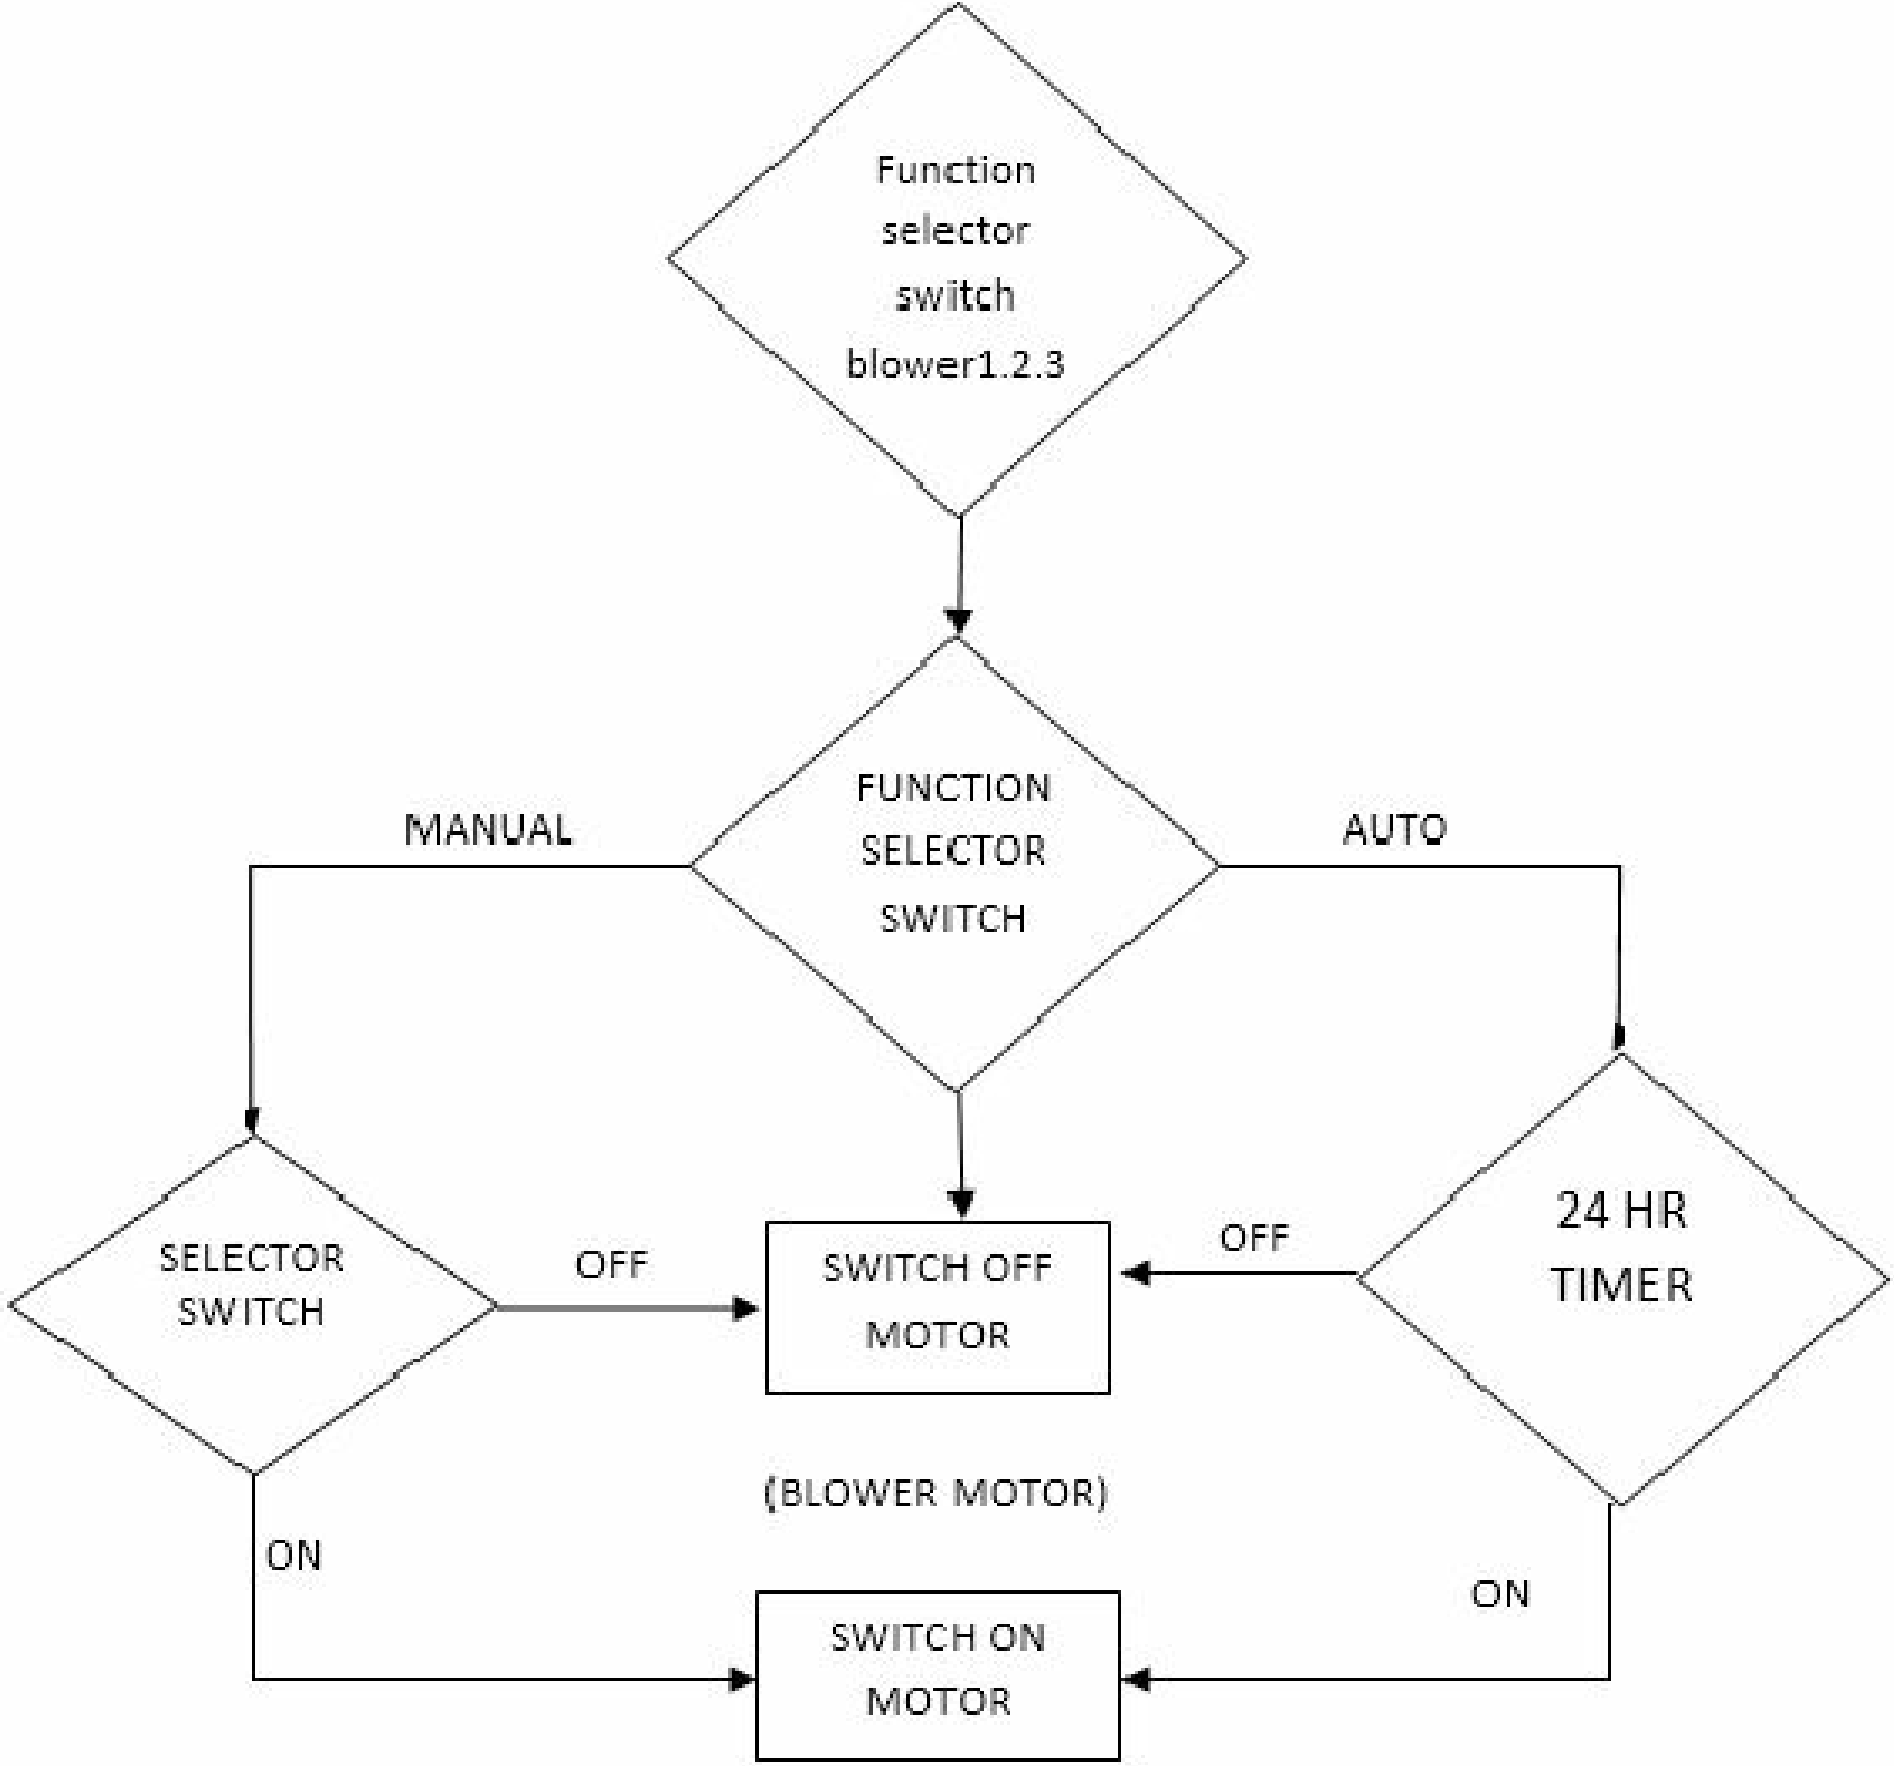 Function
selector
switch
blower1.2.3
MANUAL
FUNCTION
SELECTOR
SWITCH
AUTO
SELECTOR
SWITCH
OFF
SWITCH OFF
MOTOR
OFF
24 HR
TIMER
(BLOWER MOTOR)
ON
SWITCH ON
MOTOR
ON